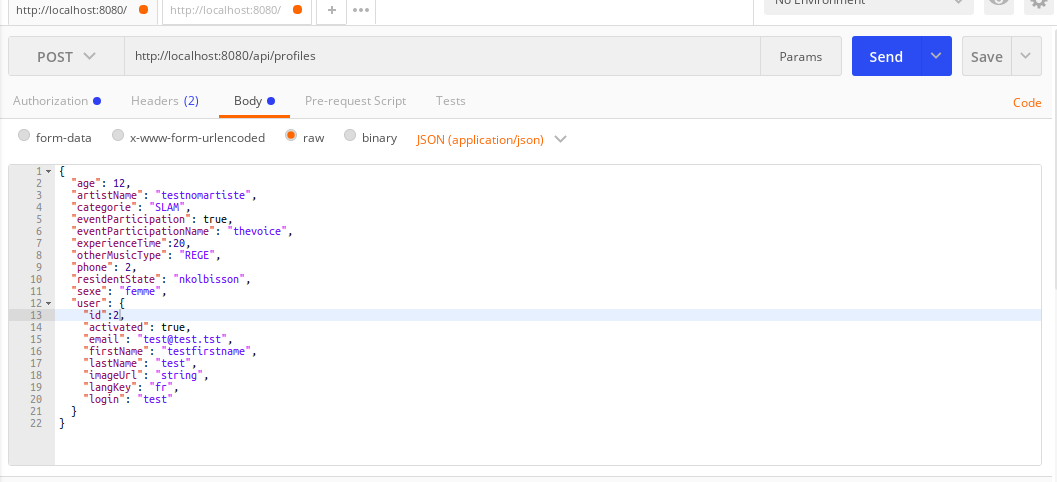 http://localhost:8080/ http://localhost:8080/ + ••• No Environment
POST http://localhost:8080/api/profiles Params Send Save
Authorization Headers (2) Body Pre-request Script Tests Code
form-data x-www-form-urlencoded raw binary JSON (application/json)
1 {
2 "age": 12,
3 "artistName": "testnomartiste",
4 "categorie": "SLAM",
5 "eventParticipation": true,
6 "eventParticipationName": "thevoice",
7 "experienceTime":20,
8 "otherMusicType": "REGE",
9 "phone": 2,
10 "residentState": "nkolbisson",
11 "sexe": "femme",
12 "user": {
13 "id":2,
14 "activated": true,
15 "email": "test@test.tst",
16 "firstName": "testfirstname",
17 "lastName": "test",
18 "imageUrl": "string",
19 "langKey": "fr",
20 "login": "test"
21 }
22 }